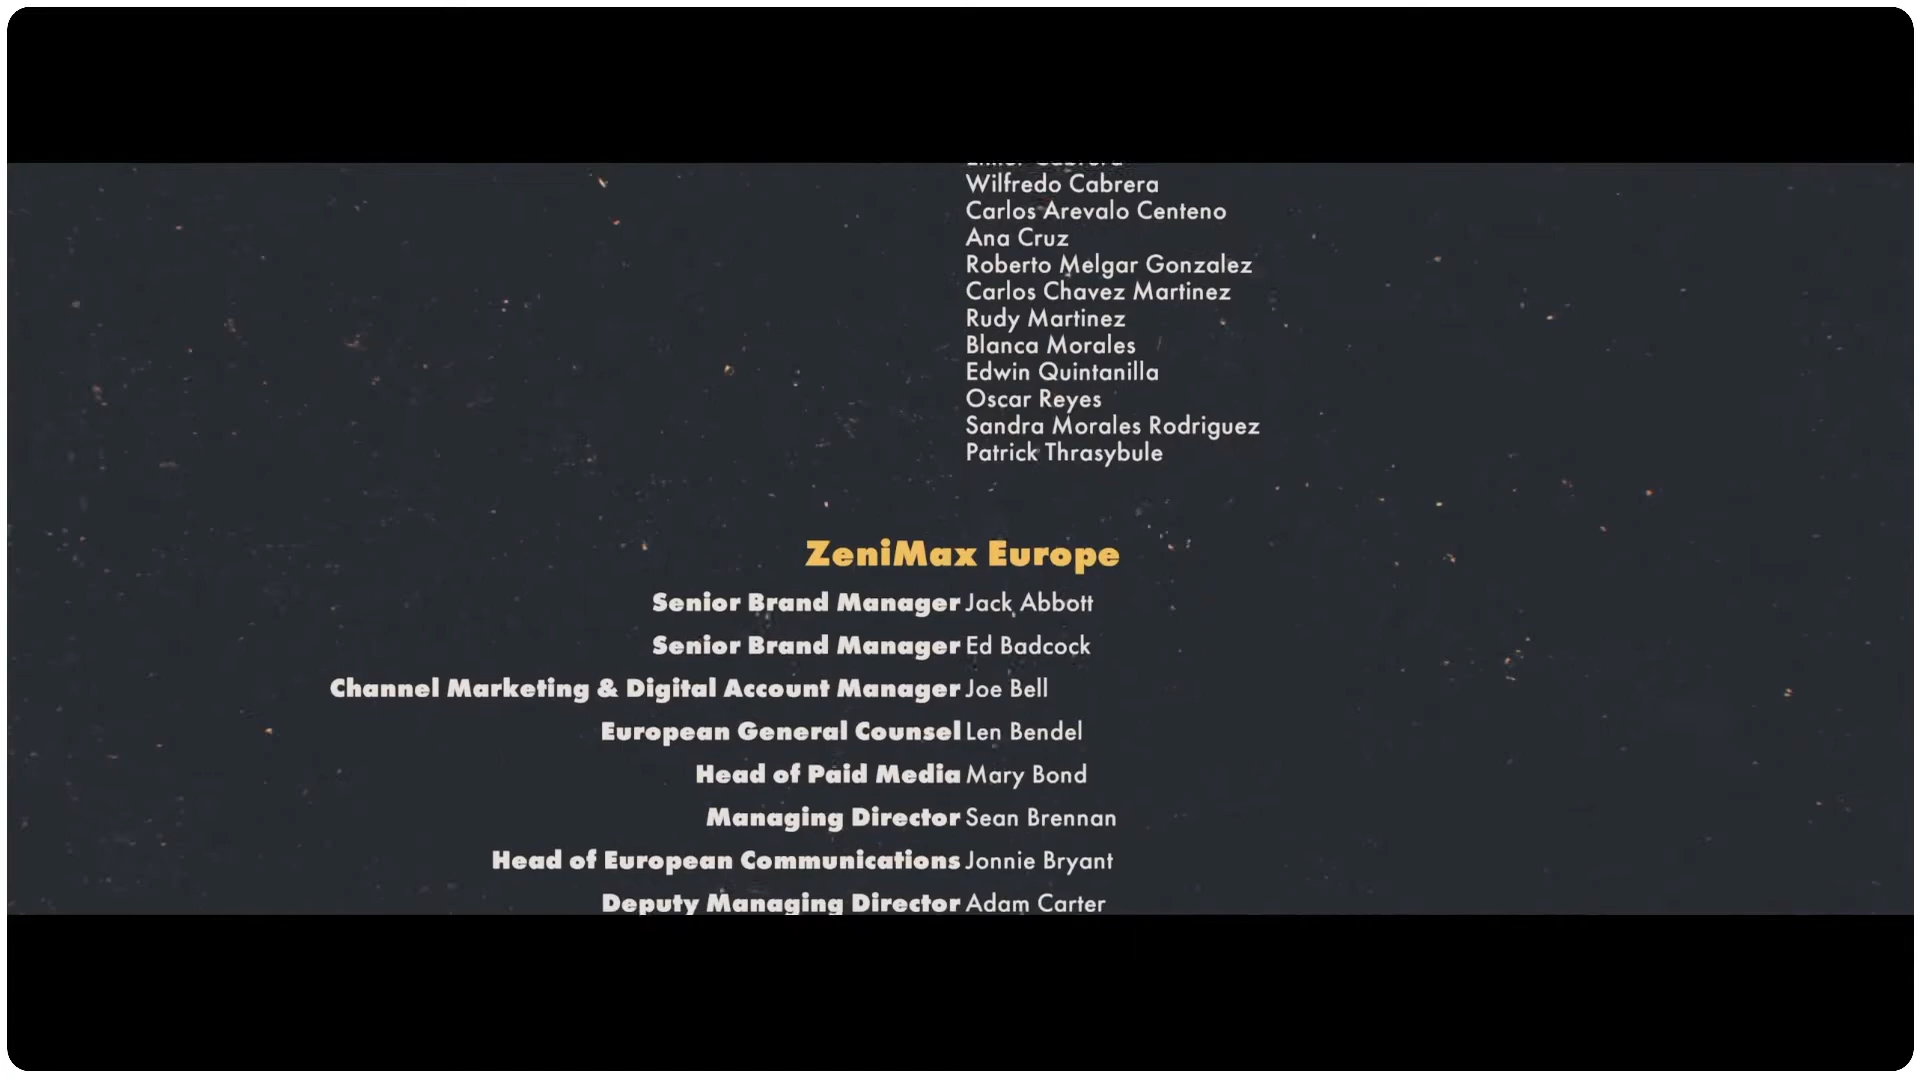 Cabrera
Wilfredo Cabrera
Carlos Arevalo Centeno
Ana Cruz
Roberto Melgar Gonzalez
Carlos Chavez Martinez
Rudy Martinez
Blanca Morales
Edwin Quintanilla
Oscar Reyes
Sandra Morales Rodriguez
Patrick Thrasybule
ZeniMax Europe
Senior Brand Manager Jack Abbott
Senior Brand Manager Ed Badcock
Channel Marketing & Digital Account Manager Joe Bell
European General Counsel Len Bendel
Head of Paid Media Mary Bond
Managing Director Sean Brennan
Head of European Communications Jonnie Bryant
Deputy Managing Director Adam Carter